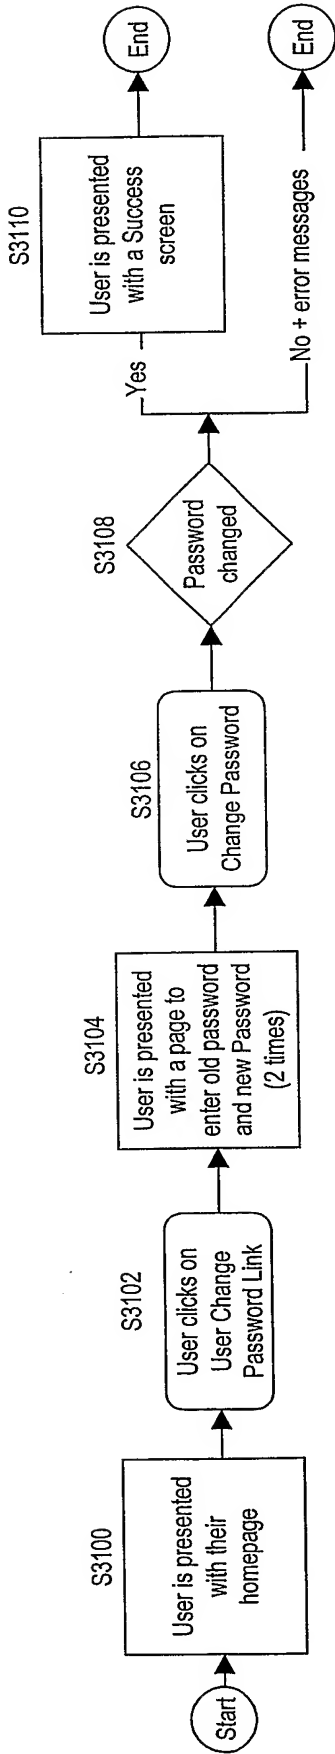 Start
S3100
User is presented
with their
homepage
S3102
User clicks on
User Change
Password Link
S3104
User is presented
with a page to
enter old password
and new Password
(2 times)
S3106
User clicks on
Change Password
S3108
Password
changed
Yes
S3110
User is presented
with a Success
screen
End
No + error messages
End